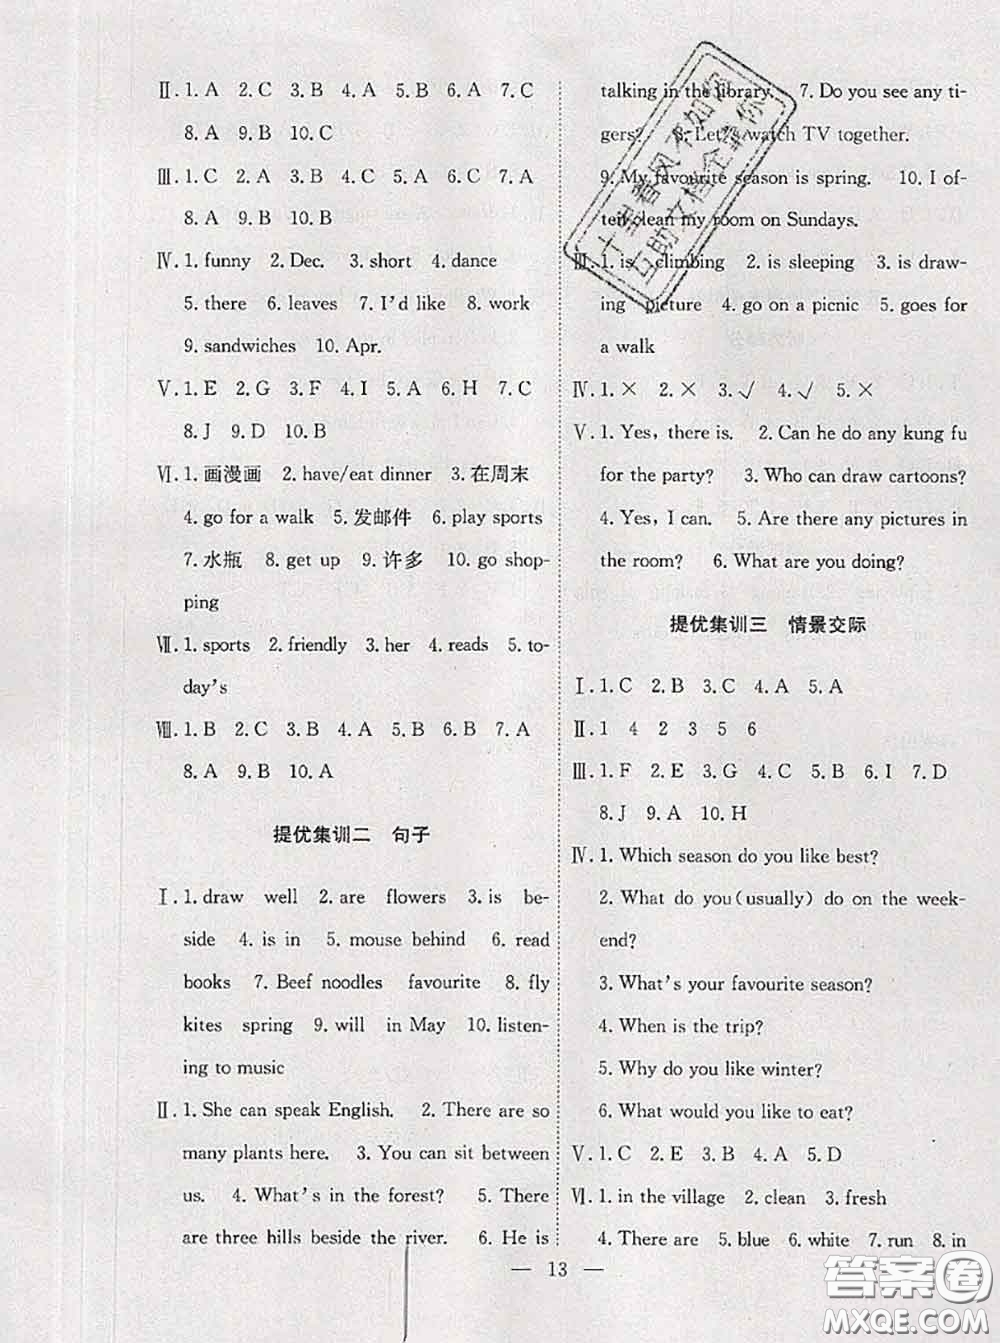 Ⅱ. 1. A 2. C 3. B 4. A 5. B 6. A 7. C
8. A 9. B 10. C
Ⅲ. 1. C 2. A 3. B 4. A 5. C 6. C 7. A
8. A 9. B 10. A
Ⅳ. 1. funny 2. Dec. 3. short 4. dance
5. there 6. leaves 7. I'd like 8. work
9. sandwiches 10. Apr.
Ⅴ. 1. E 2. G 3. F 4. I 5. A 6. H 7. C
8. J 9. D 10. B
Ⅵ. 1. 画漫画 2. have/eat dinner 3. 在周末
4. go for a walk 5. 发邮件 6. play sports
7. 水瓶 8. get up 9. 许多 10. go shop-
ping
Ⅶ. 1. sports 2. friendly 3. her 4. reads 5. to-
day's
Ⅷ. 1. B 2. C 3. B 4. A 5. B 6. B 7. A
8. A 9. B 10. A
提优集训二 句子
Ⅰ. 1. draw well 2. are flowers 3. is be-
side 4. is in 5. mouse behind 6. read
books 7. Beef noodles favourite 8. fly
kites spring 9. will in May 10. listen-
ing to music
Ⅱ. 1. She can speak English. 2. There are so
many plants here. 3. You can sit between
us. 4. What's in the forest? 5. There
are three hills beside the river. 6. He is
talking in the library. 7. Do you see any ti-
gers? 8. Let's watch TV together.
9. My favourite season is spring. 10. I of-
ten clean my room on Sundays.
Ⅲ. 1. is climbing 2. is sleeping 3. is draw-
ing picture 4. go on a picnic 5. goes for
a walk
Ⅳ. 1. × 2. × 3. √ 4. √ 5. ×
Ⅴ. 1. Yes, there is. 2. Can he do any kung fu
for the party? 3. Who can draw cartoons?
4. Yes, I can. 5. Are there any pictures in
the room? 6. What are you doing?
提优集训三 情景交际
Ⅰ. 1. C 2. B 3. C 4. A 5. A
Ⅱ. 1 4 2 3 5 6
Ⅲ. 1. F 2. E 3. G 4. C 5. B 6. I 7. D
8. J 9. A 10. H
Ⅳ. 1. Which season do you like best?
2. What do you(usually) do on the week-
end?
3. What's your favourite season?
4. When is the trip?
5. Why do you like winter?
6. What would you like to eat?
Ⅴ. 1. C 2. E 3. B 4. A 5. D
Ⅵ. 1. in the village 2. clean 3. fresh
4. There are 5. blue 6. white 7. run 8. in
— 13 —
十里春风不如你
互助文档全靠你
答案圈
MXQE.COM